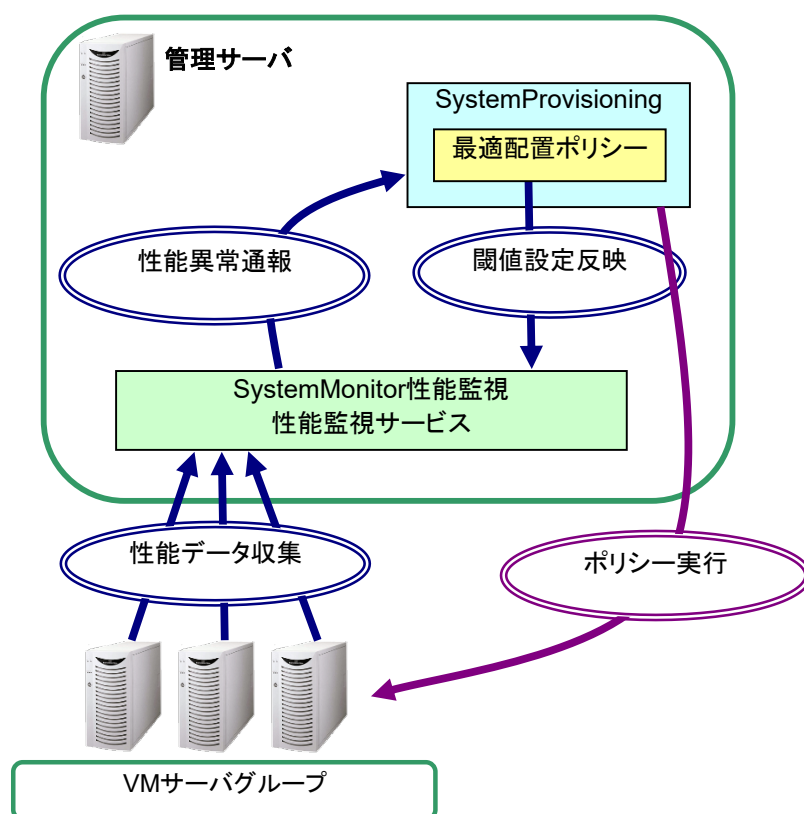 管理サーバ
SystemProvisioning
最適配置ポリシー
性能異常通報
閾値設定反映
SystemMonitor性能監視
性能監視サービス
性能データ収集
ポリシー実行
VMサーバグループ